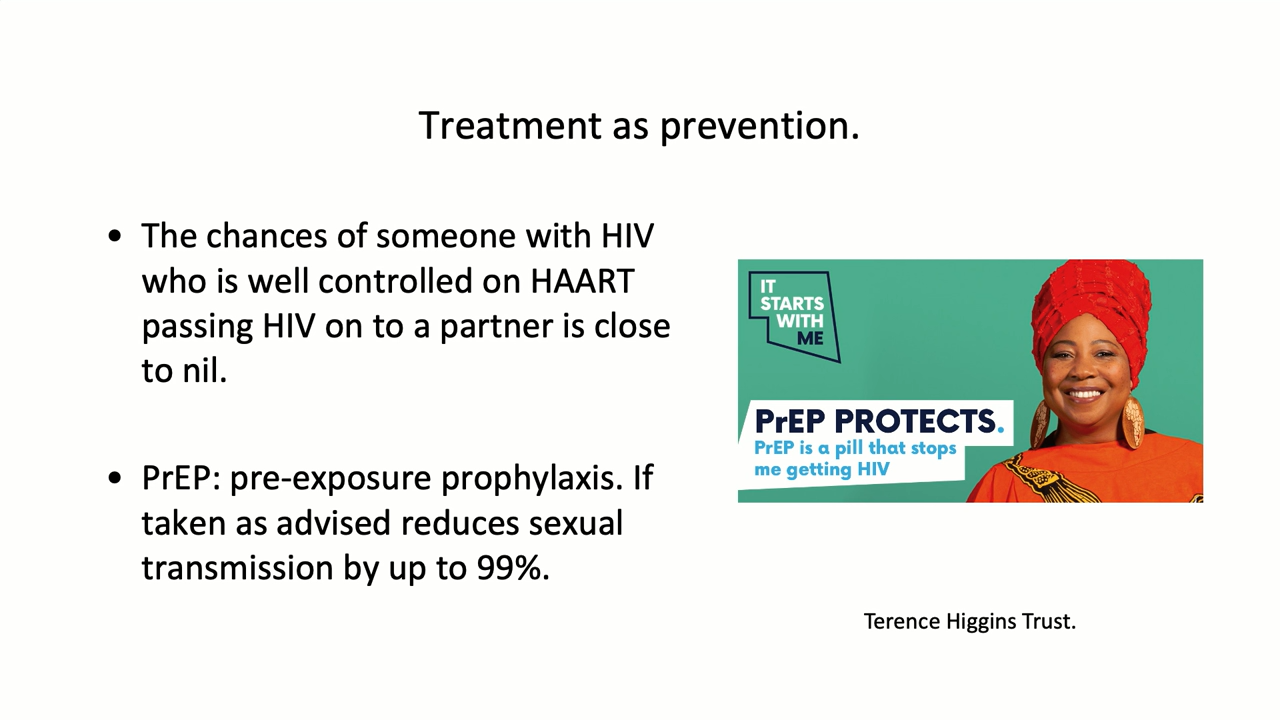 Treatment as prevention.
• The chances of someone with HIV
who is well controlled on HAART
passing HIV on to a partner is close
to nil.
• PrEP: pre-exposure prophylaxis. If
taken as advised reduces sexual
transmission by up to 99%.
IT
STARTS
WITH
ME
PrEP PROTECTS.
PrEP is a pill that stops
me getting HIV
Terence Higgins Trust.